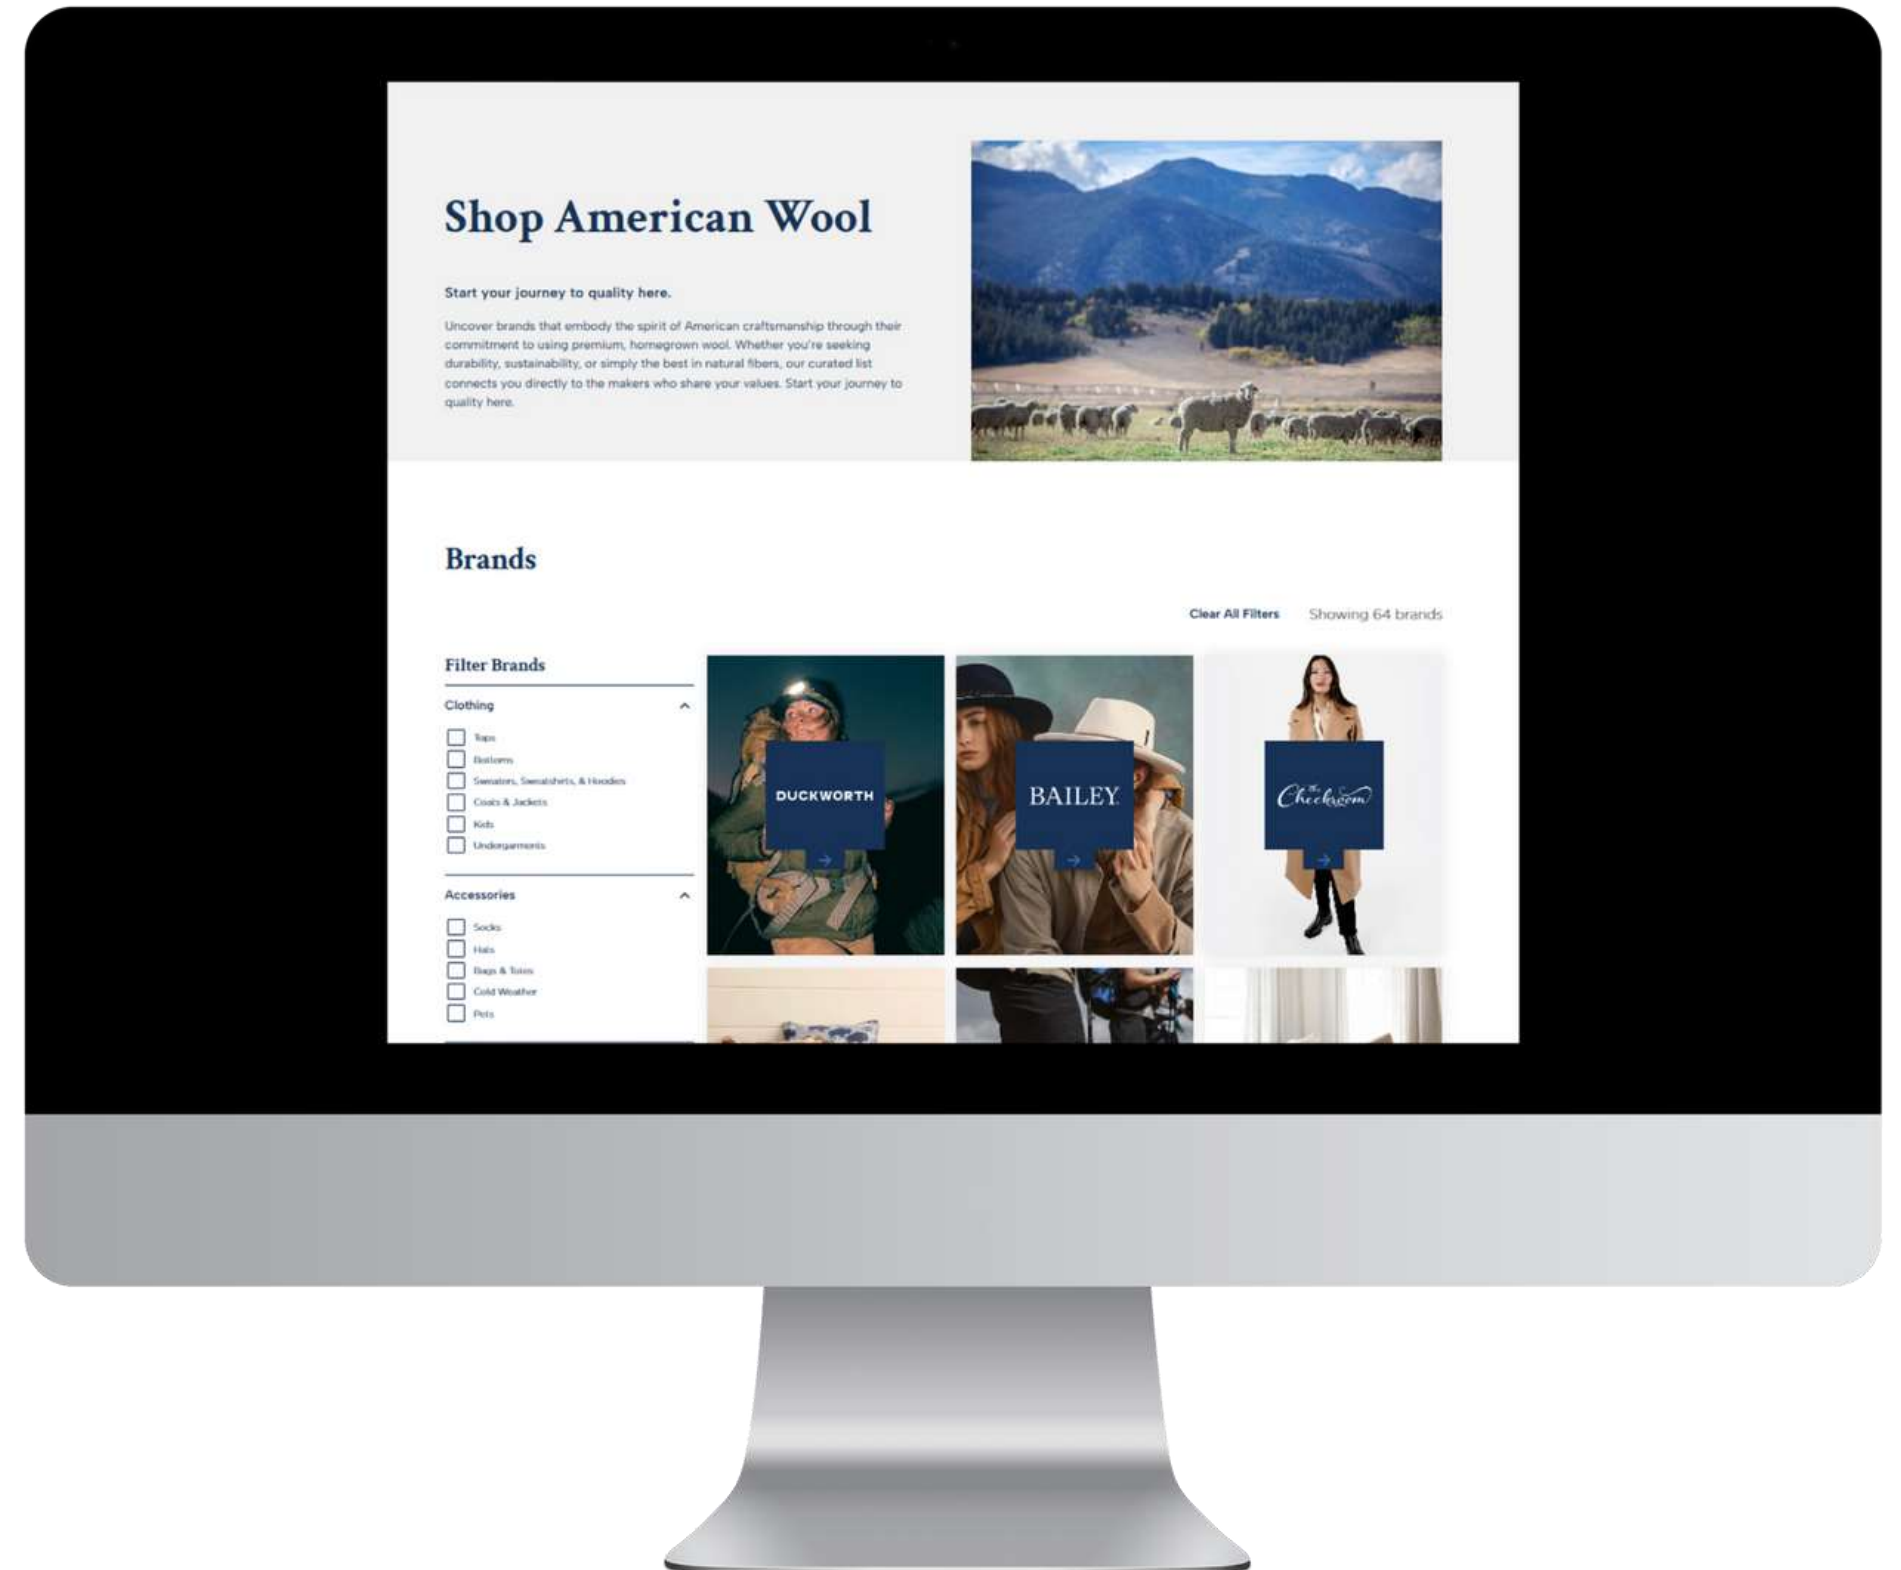 Shop American Wool
Start your journey to quality here.
Uncover brands that embody the spirit of American craftsmanship through their
commitment to using premium, homegrown wool. Whether you're seeking
durability, sustainability, or simply the best in natural fibers, our curated list
connects you directly to the makers who share your values. Start your journey to
quality here.
Brands
Clear All Filters Showing 64 brands
Filter Brands
Clothing
Tops
Bottoms
Sweaters, Sweatshirts, & Hoodies
Coats & Jackets
Kids
Undergarments
Accessories
Socks
Hats
Bags & Totes
Cold Weather
Pets
DUCKWORTH
BAILEY
the
Checkroom